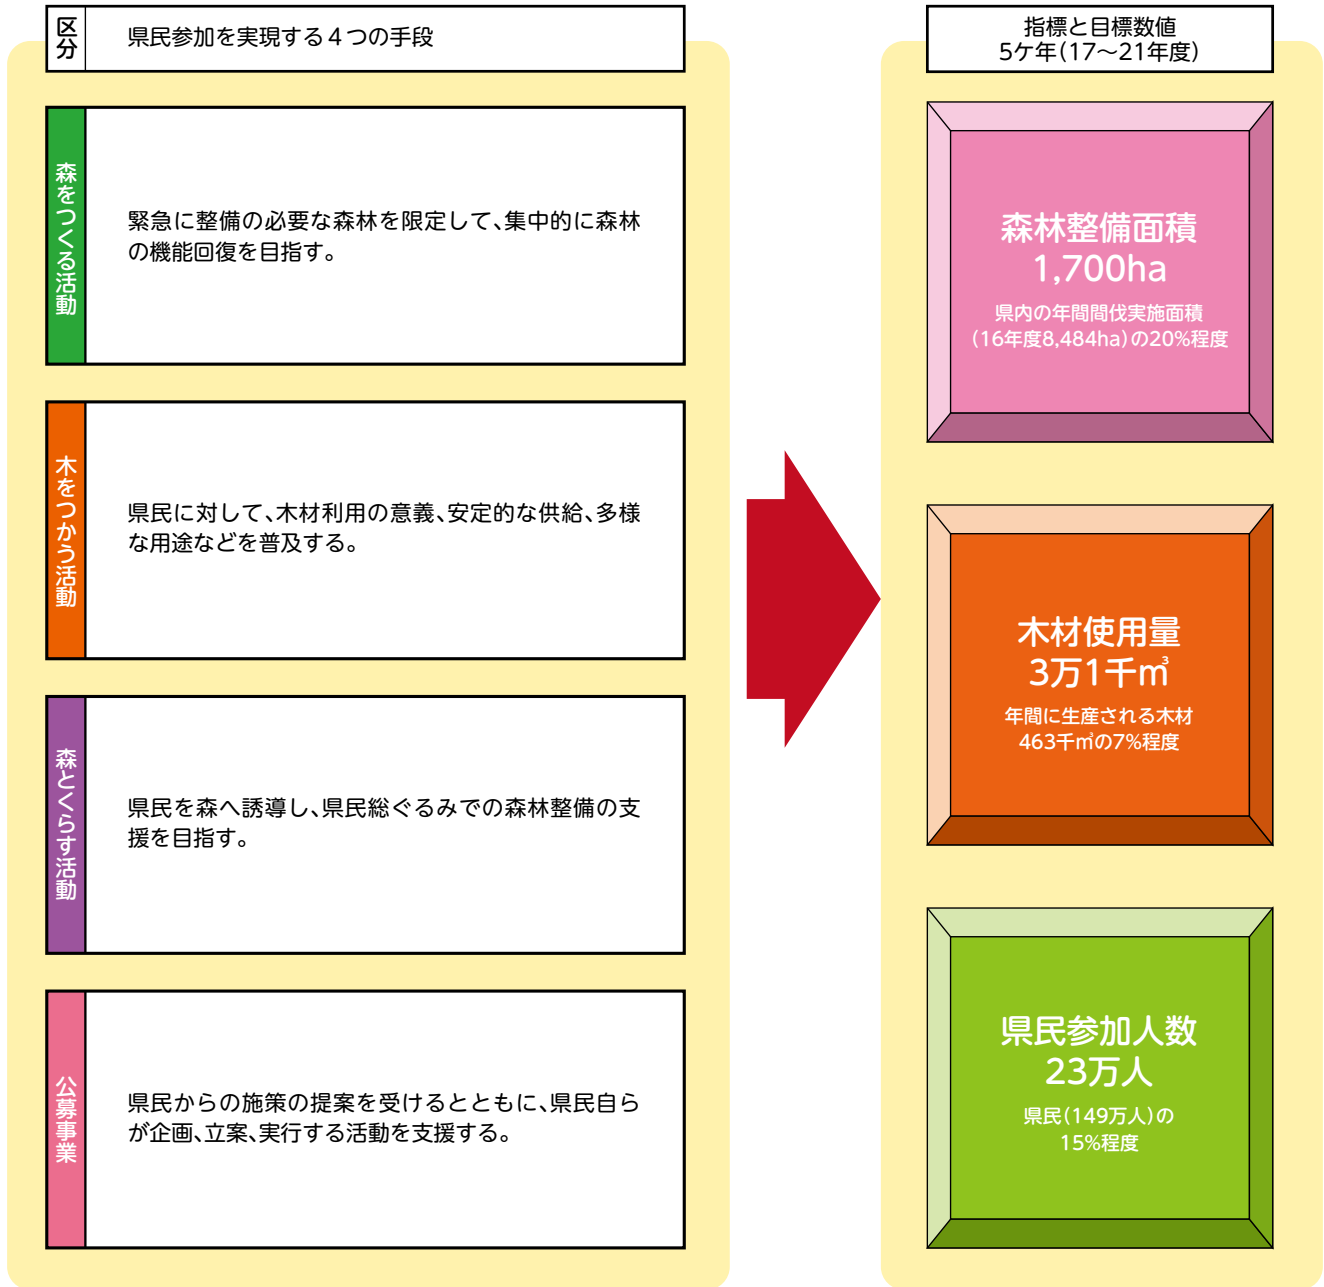 区分
県民参加を実現する4つの手段
森をつくる活動
緊急に整備の必要な森林を限定して、集中的に森林
の機能回復を目指す。
木をつかう活動
県民に対して、木材利用の意義、安定的な供給、多様
な用途などを普及する。
森とくらす活動
県民を森へ誘導し、県民総ぐるみでの森林整備の支
援を目指す。
公募事業
県民からの施策の提案を受けるとともに、県民自ら
が企画、立案、実行する活動を支援する。
指標と目標数値
5ケ年(17〜21年度)
森林整備面積
1,700ha
県内の年間間伐実施面積
(16年度8,484ha)の20%程度
木材使用量
3万1千㎥
年間に生産される木材
463千㎥の7%程度
県民参加人数
23万人
県民(149万人)の
15%程度